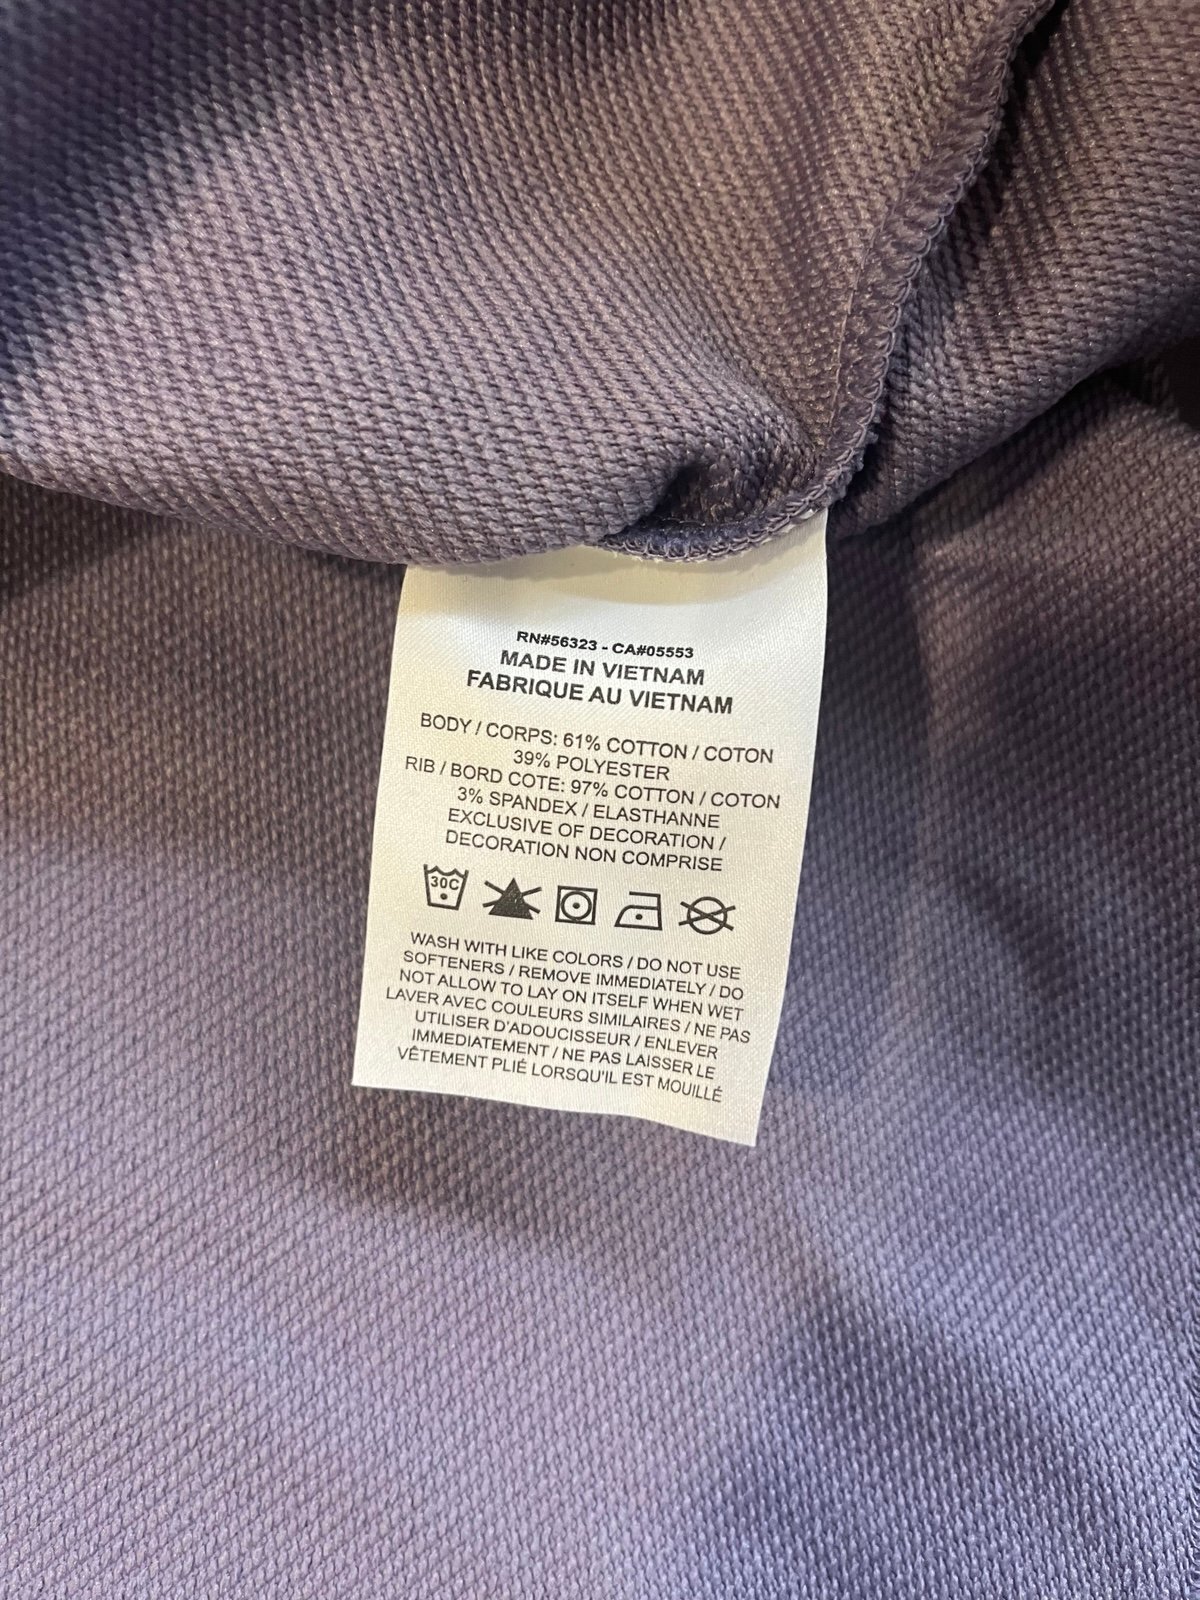 RN#56323 - CA#05553
MADE IN VIETNAM
FABRIQUE AU VIETNAM
BODY / CORPS: 61% COTTON / COTON
39% POLYESTER
RIB / BORD COTE: 97% COTTON / COTON
3% SPANDEX / ELASTHANNE
EXCLUSIVE OF DECORATION /
DECORATION NON COMPRISE
30C
WASH WITH LIKE COLORS / DO NOT USE
SOFTENERS / REMOVE IMMEDIATELY / DO
NOT ALLOW TO LAY ON ITSELF WHEN WET
LAVER AVEC COULEURS SIMILAIRES / NE PAS
UTILISER D'ADOUCISSEUR / ENLEVER
IMMEDIATEMENT / NE PAS LAISSER LE
VÊTEMENT PLIÉ LORSQU'IL EST MOUILLÉ